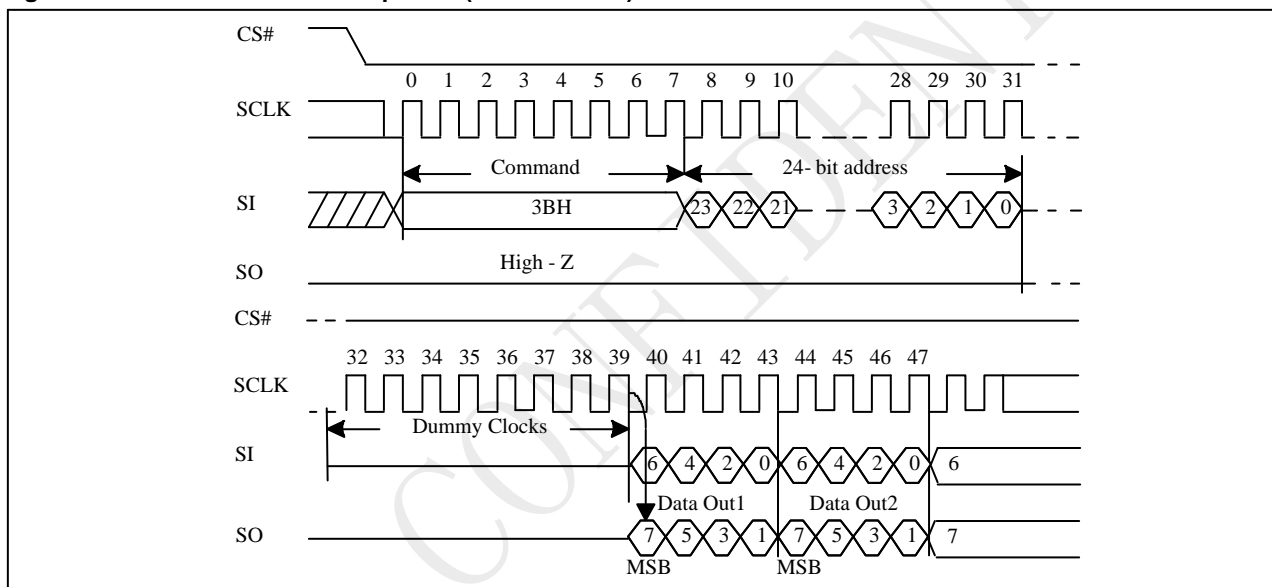 CS#
0 1 2 3 4 5 6 7 8 9 10 28 29 30 31
SCLK
Command 24- bit address
SI 3BH 23 22 21 3 2 1 0
High - Z
SO
CS#
32 33 34 35 36 37 38 39 40 41 42 43 44 45 46 47
SCLK
Dummy Clocks
SI 6 4 2 0 6 4 2 0 6
Data Out1 Data Out2
SO 7 5 3 1 7 5 3 1 7
MSB MSB